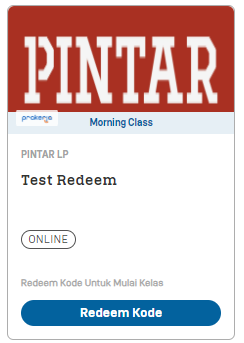 PINTAR
prakerja
Morning Class
PINTAR LP
Test Redeem
ONLINE
Redeem Kode Untuk Mulai Kelas
Redeem Kode